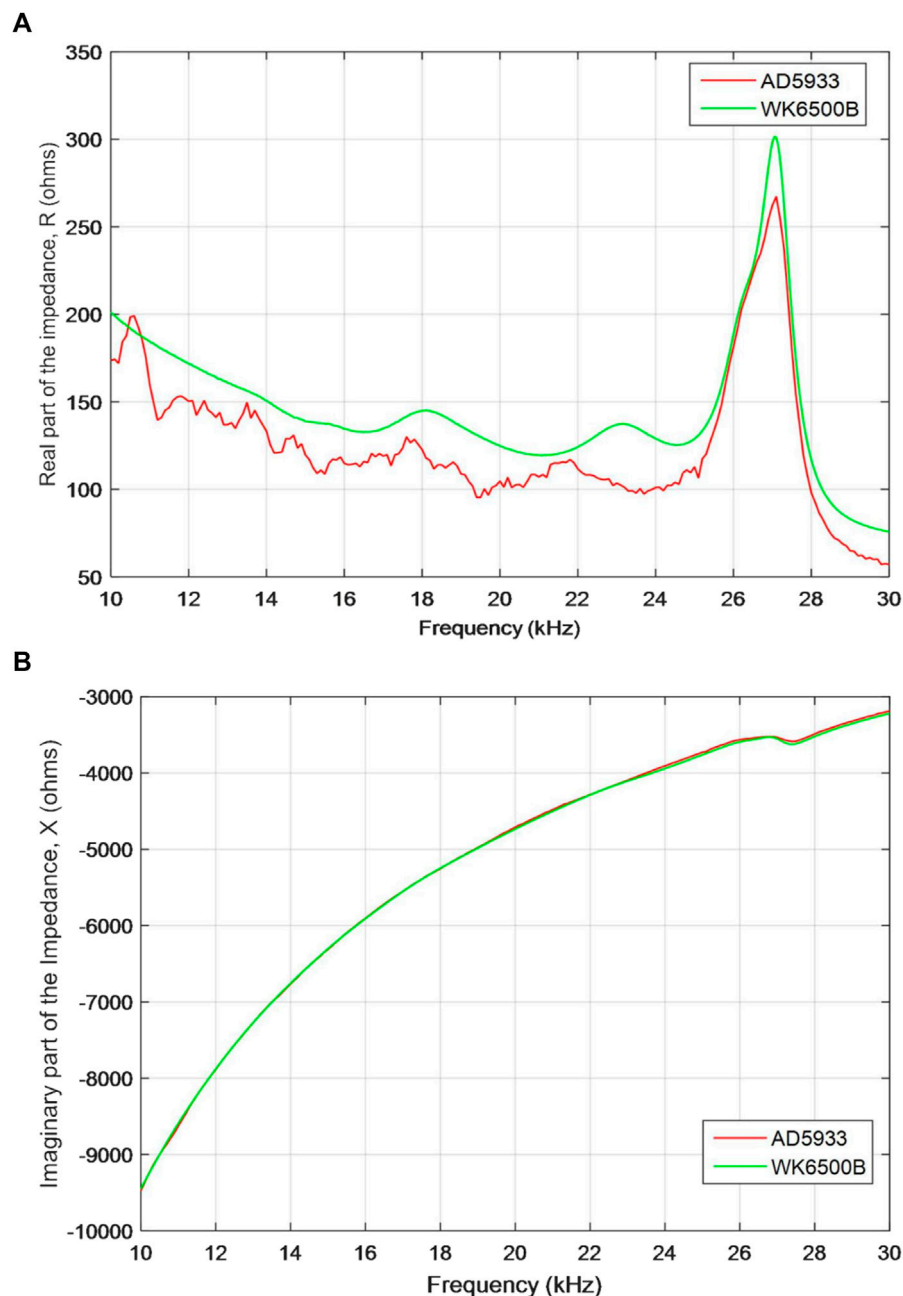 A
Real part of the impedance, R (ohms)
350
300
250
200
150
100
50
AD5933
WK6500B
10 12 14 16 18 20 22 24 26 28 30
Frequency (kHz)
B
Imaginary part of the Impedance, X (ohms)
-3000
-4000
-5000
-6000
-7000
-8000
-9000
-10000
AD5933
WK6500B
10 12 14 16 18 20 22 24 26 28 30
Frequency (kHz)